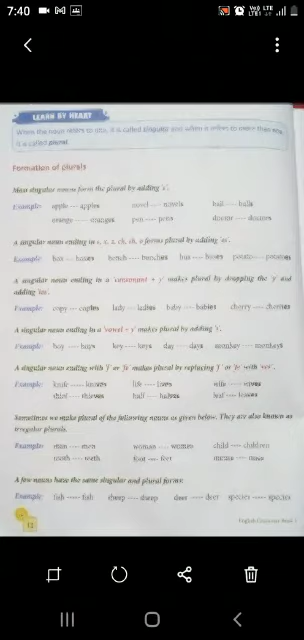 7:40
LEARN BY HEART
When the noun refers to one, it is called singular and when it refers to more than one,
it is called plural.
Formation of plurals
Most singular nouns form the plural by adding 's'.
Example: apple --- apples novel --- novels ball --- balls
orange ---- oranges pen --- pens doctor --- doctors
A singular noun ending in s, x, z, ch, sh, o forms plural by adding 'es'.
Example: box -- boxes bench ---- benches bus --- buses potato --- potatoes
A singular noun ending in a 'consonant + y' makes plural by dropping the 'y' and
adding 'ies'.
Example: copy --- copies lady --- ladies baby --- babies cherry --- cherries
A singular noun ending in a 'vowel + y' makes plural by adding 's'.
Example: boy --- boys key --- keys day --- days monkey --- monkeys
A singular noun ending with 'f' or 'fe' makes plural by replacing 'f' or 'fe' with 'ves'.
Example: knife ---- knives life --- lives wife --- wives
thief --- thieves half --- halves leaf --- leaves
Sometimes we make plural of the following nouns as given below. They are also known as
irregular plurals.
Example: man --- men woman --- women child ---- children
tooth --- teeth foot --- feet mouse --- mice
A few nouns have the same singular and plural forms.
Example: fish ---- fish sheep --- sheep deer ---- deer species ---- species
12
English Grammar Book